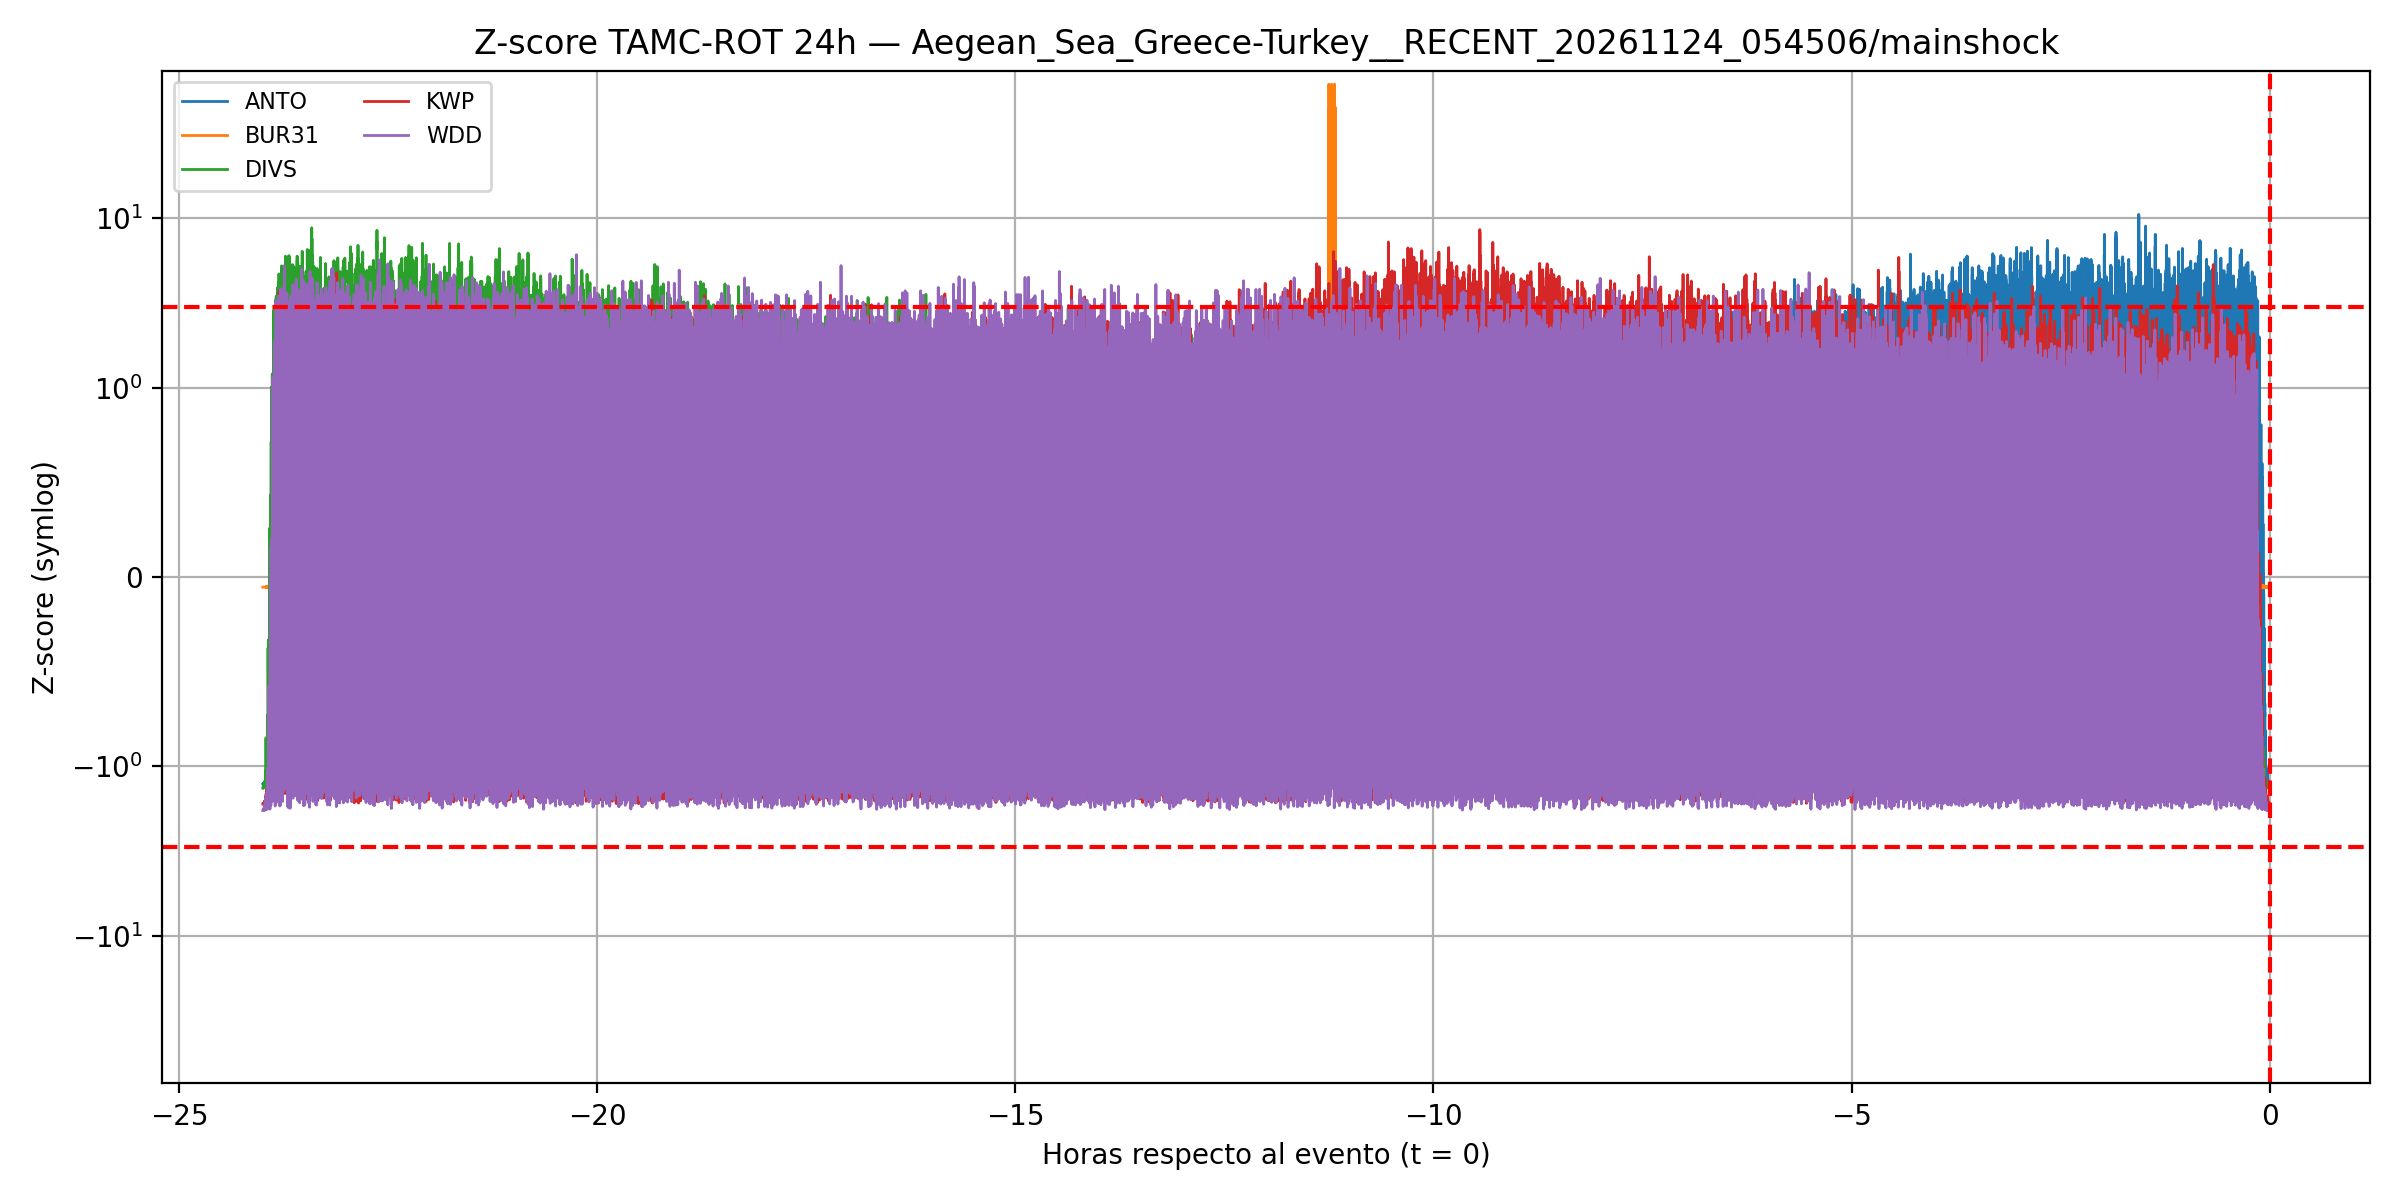 Z-score TAMC-ROT 24h — Aegean_Sea_Greece-Turkey__RECENT_20261124_054506/mainshock
ANTO
BUR31
DIVS
KWP
WDD
Z-score (symlog)
10¹
10⁰
0
−10⁰
−10¹
−25
−20
−15
−10
−5
0
Horas respecto al evento (t = 0)